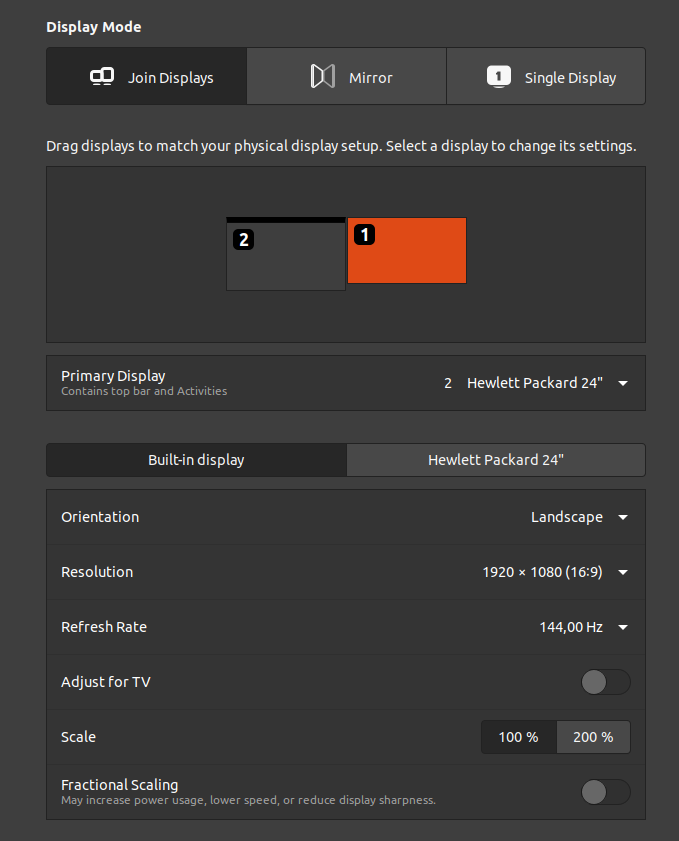 Display Mode
Join Displays
Mirror
1
Single Display
Drag displays to match your physical display setup. Select a display to change its settings.
2
1
Primary Display
Contains top bar and Activities
2 Hewlett Packard 24"
Built-in display
Hewlett Packard 24"
Orientation
Landscape
Resolution
1920 × 1080 (16:9)
Refresh Rate
144,00 Hz
Adjust for TV
Scale
100 %
200 %
Fractional Scaling
May increase power usage, lower speed, or reduce display sharpness.